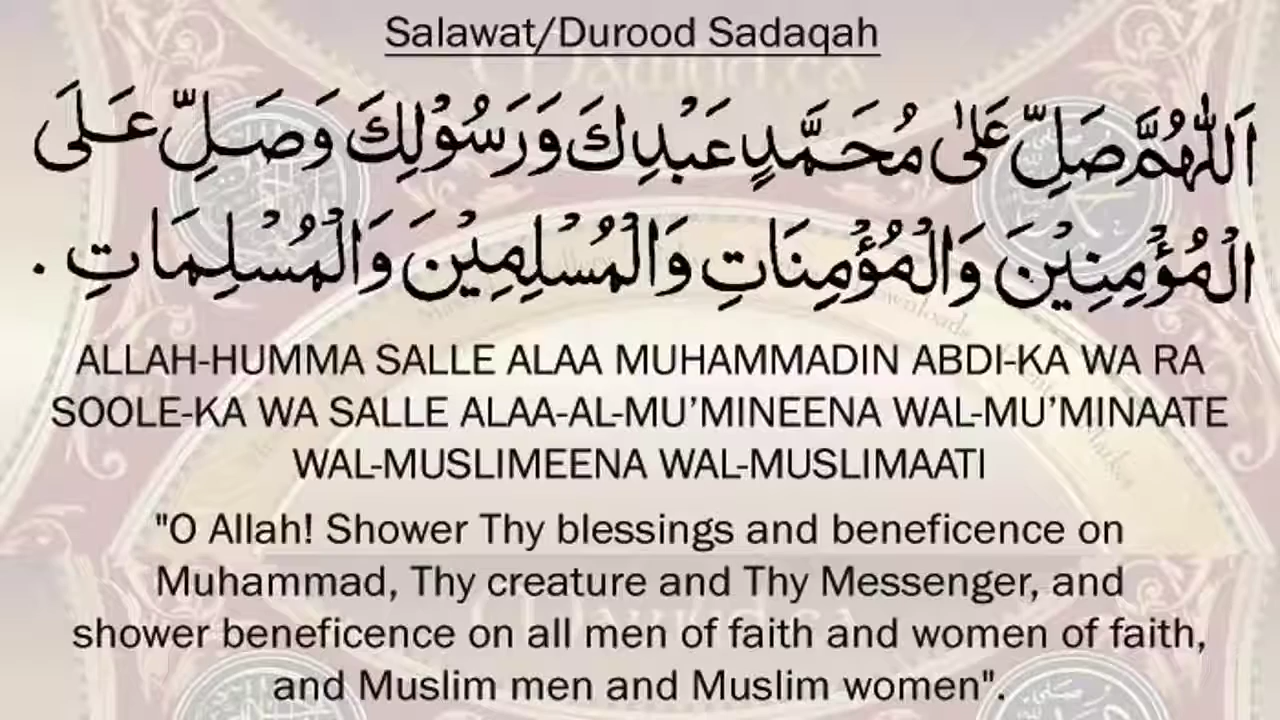 Salawat/Durood Sadaqah
اَللّٰهُمَّ صَلِّ عَلٰى مُحَمَّدٍ عَبْدِكَ وَرَسُوْلِكَ وَصَلِّ عَلَى
الْمُؤْمِنِيْنَ وَالْمُؤْمِنَاتِ وَالْمُسْلِمِيْنَ وَالْمُسْلِمَاتِ .
ALLAH-HUMMA SALLE ALAA MUHAMMADIN ABDI-KA WA RA
SOOLE-KA WA SALLE ALAA-AL-MU’MINEENA WAL-MU’MINAATE
WAL-MUSLIMEENA WAL-MUSLIMAATI
"O Allah! Shower Thy blessings and beneficence on
Muhammad, Thy creature and Thy Messenger, and
shower beneficence on all men of faith and women of faith,
and Muslim men and Muslim women".